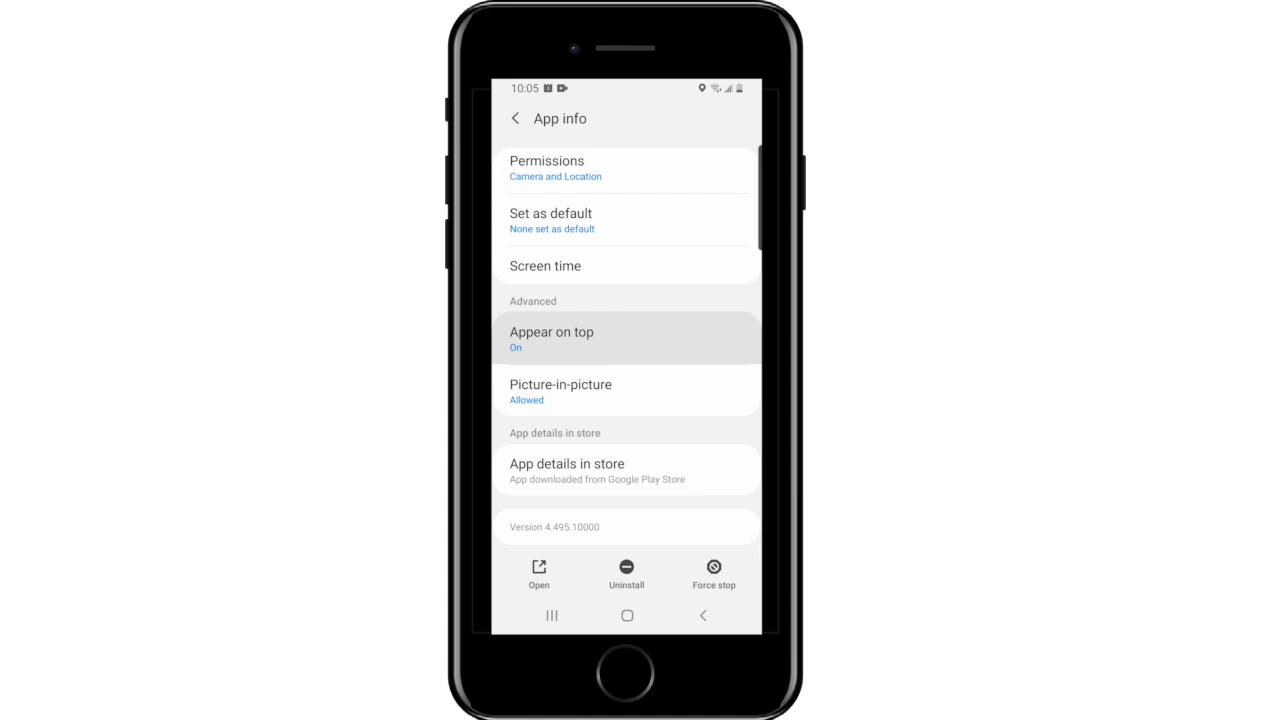 10:05
App info
Permissions
Camera and Location
Set as default
None set as default
Screen time
Advanced
Appear on top
On
Picture-in-picture
Allowed
App details in store
App details in store
App downloaded from Google Play Store
Version 4.495.10000
Open Uninstall Force stop